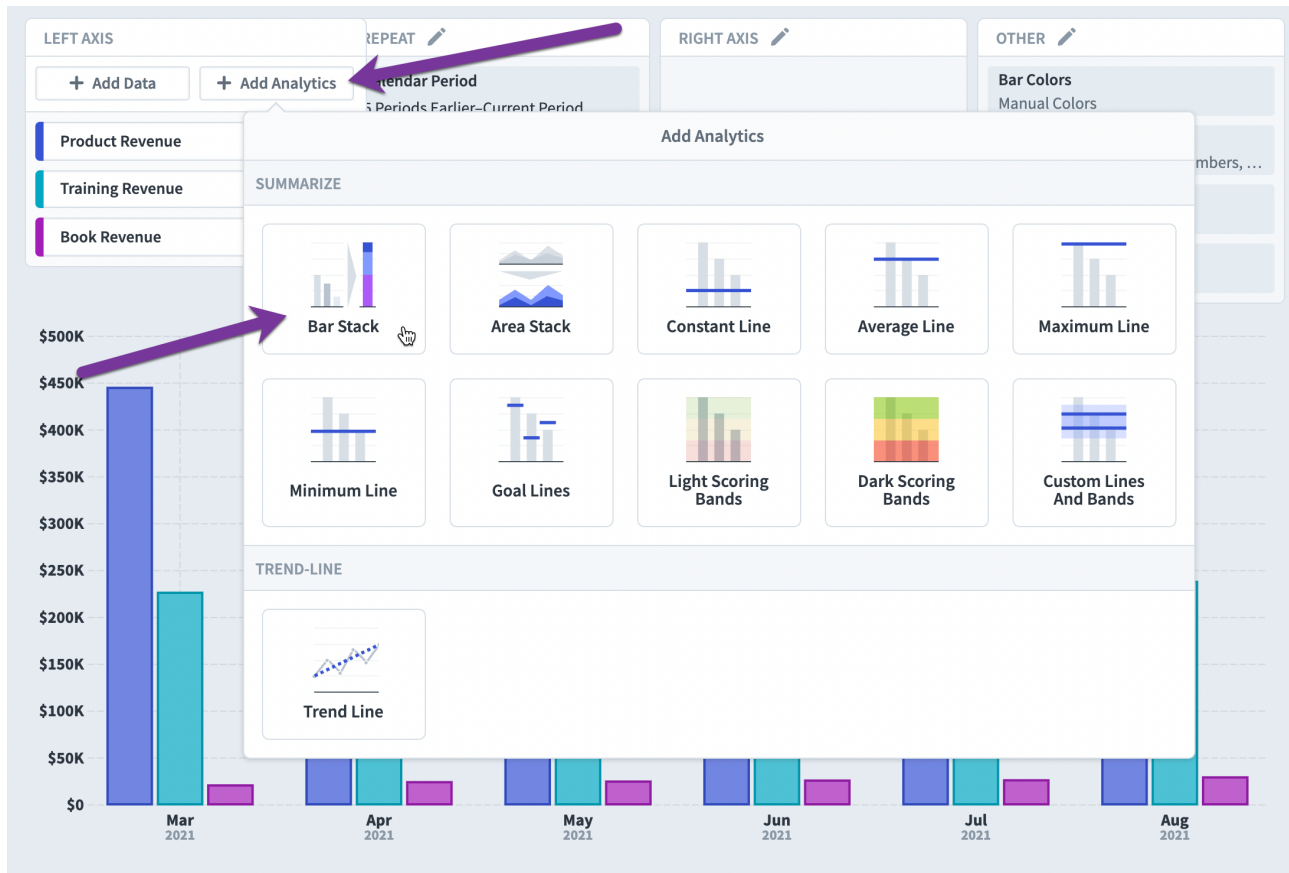 LEFT AXIS
REPEAT
RIGHT AXIS
OTHER
Add Data
Add Analytics
Period
5 Periods Earlier–Current Period
Bar Colors
Manual Colors
Product Revenue
Training Revenue
Book Revenue
Add Analytics
SUMMARIZE
Bar Stack
Area Stack
Constant Line
Average Line
Maximum Line
Minimum Line
Goal Lines
Light Scoring
Bands
Dark Scoring
Bands
Custom Lines
And Bands
TREND-LINE
Trend Line
$500K
$450K
$400K
$350K
$300K
$250K
$200K
$150K
$100K
$50K
$0
Mar
2021
Apr
2021
May
2021
Jun
2021
Jul
2021
Aug
2021